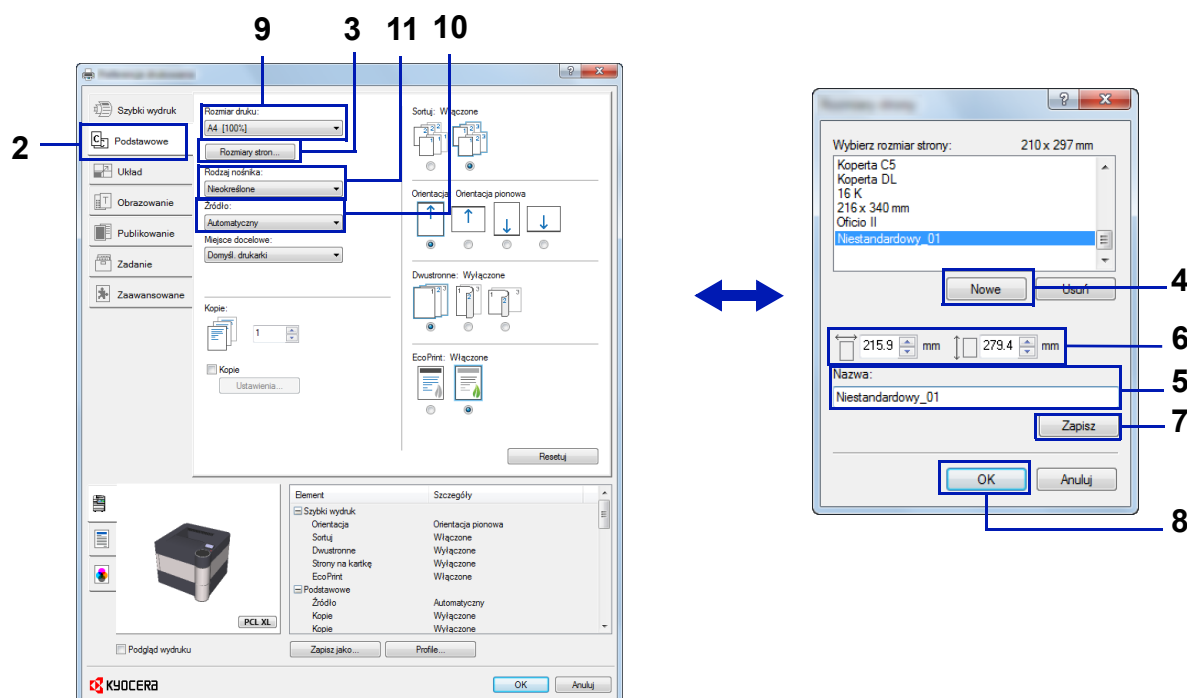 9 3 11 10
Szybki wydruk
2
Podstawowe
Układ
Obrazowanie
Publikowanie
Zadanie
Zaawansowane
Rozmiar druku:
A4 [100%]
Rozmiary stron...
Rodzaj nośnika:
Nieokreślone
Źródło:
Automatyczny
Miejsce docelowe:
Domyśl. drukarki
Kopie:
1
Kopie
Ustawienia...
Sortuj: Włączone
Orientacja: Orientacja pionowa
Dwustronne: Wyłączone
EcoPrint: Włączone
Resetuj
Element Szczegóły
Szybki wydruk
Orientacja Orientacja pionowa
Sortuj Włączone
Dwustronne Wyłączone
Strony na kartkę Wyłączone
EcoPrint Włączone
Podstawowe
Źródło Automatyczny
Kopie Wyłączone
Kopie Wyłączone
PCL XL
Podgląd wydruku
Zapisz jako... Profile...
KYOCERA
OK Anuluj
Wybierz rozmiar strony: 210 x 297 mm
Koperta C5
Koperta DL
16 K
216 x 340 mm
Oficio II
Niestandardowy_01
Nowe Usuń 4
215.9 mm 279.4 mm 6
Nazwa:
5
Niestandardowy_01
Zapisz 7
OK Anuluj
8